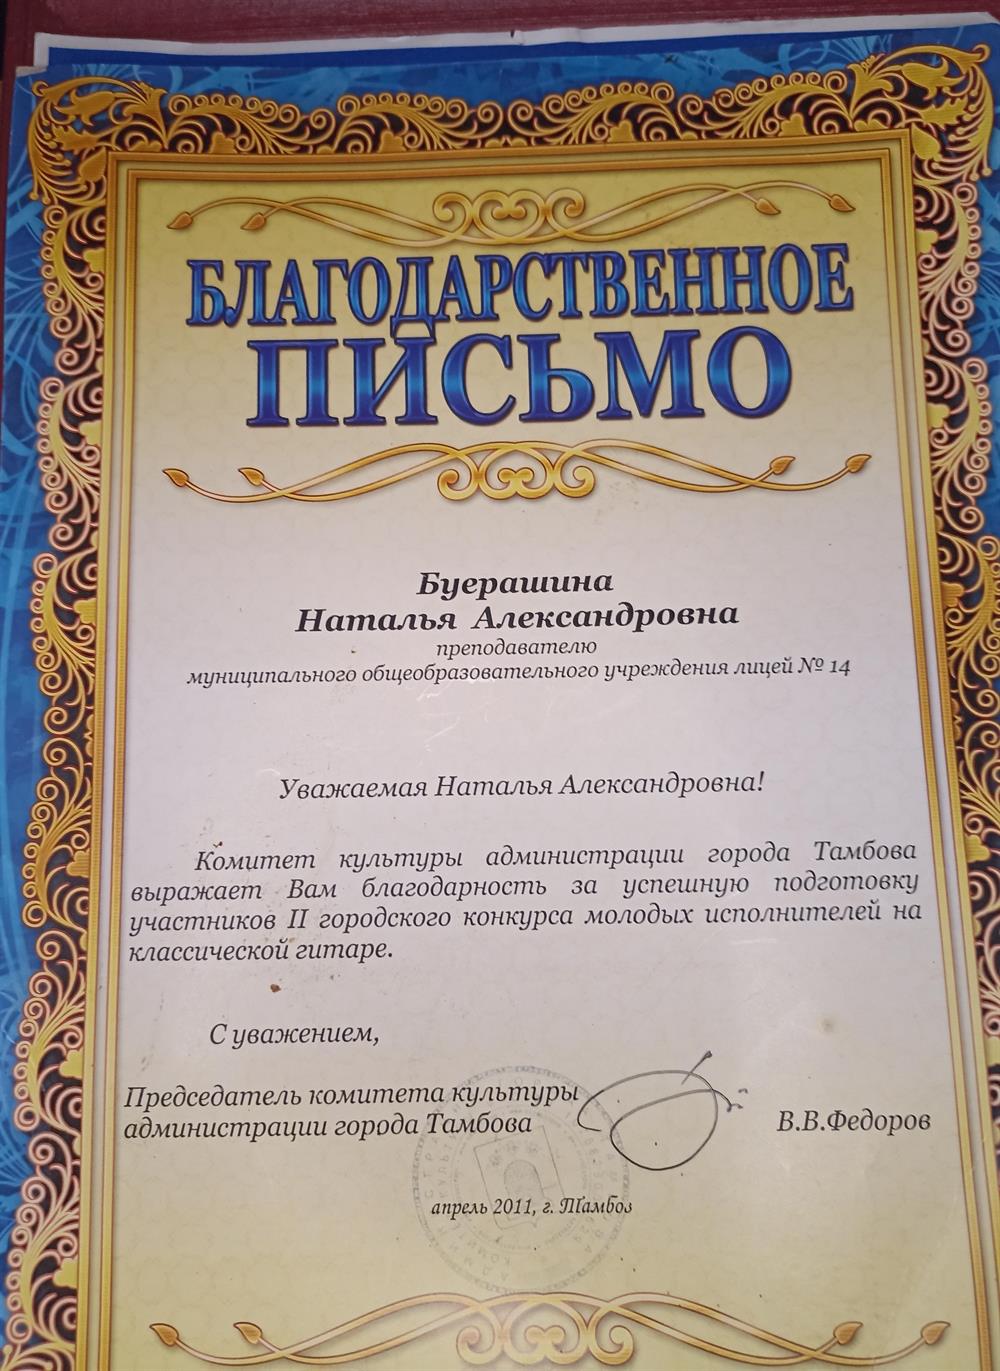 БЛАГОДАРСТВЕННОЕ
ПИСЬМО
Буерашина
Наталья Александровна
преподавателю
муниципального общеобразовательного учреждения лицей № 14
Уважаемая Наталья Александровна!
Комитет культуры администрации города Тамбова
выражает Вам благодарность за успешную подготовку
участников II городского конкурса молодых исполнителей на
классической гитаре.
С уважением,
Председатель комитета культуры
администрации города Тамбова
В.В.Федоров
апрель 2011, г. Тамбов